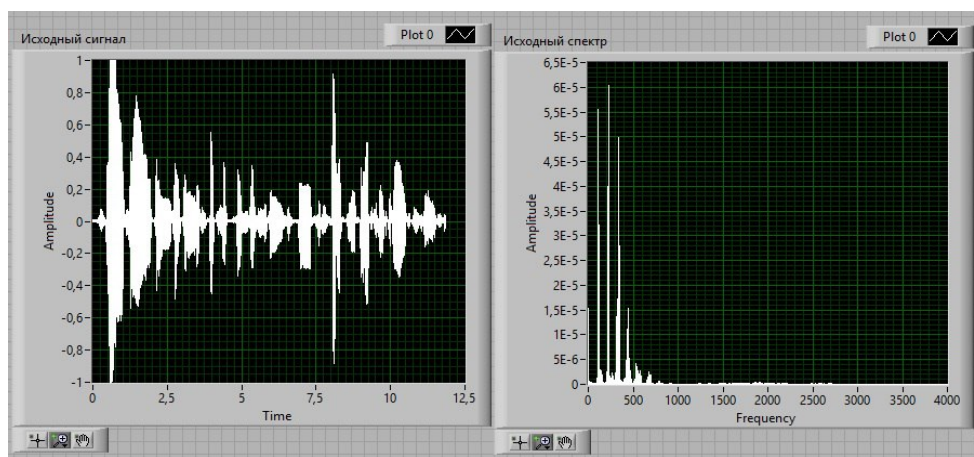 Исходный сигнал
Plot 0
1
0,8
0,6
0,4
0,2
0
-0,2
-0,4
-0,6
-0,8
-1
Amplitude
0
2,5
5
7,5
10
12,5
Time
Исходный спектр
Plot 0
6,5E-5
6E-5
5,5E-5
5E-5
4,5E-5
4E-5
3,5E-5
3E-5
2,5E-5
2E-5
1,5E-5
1E-5
5E-6
0
Amplitude
0
500
1000
1500
2000
2500
3000
3500
4000
Frequency